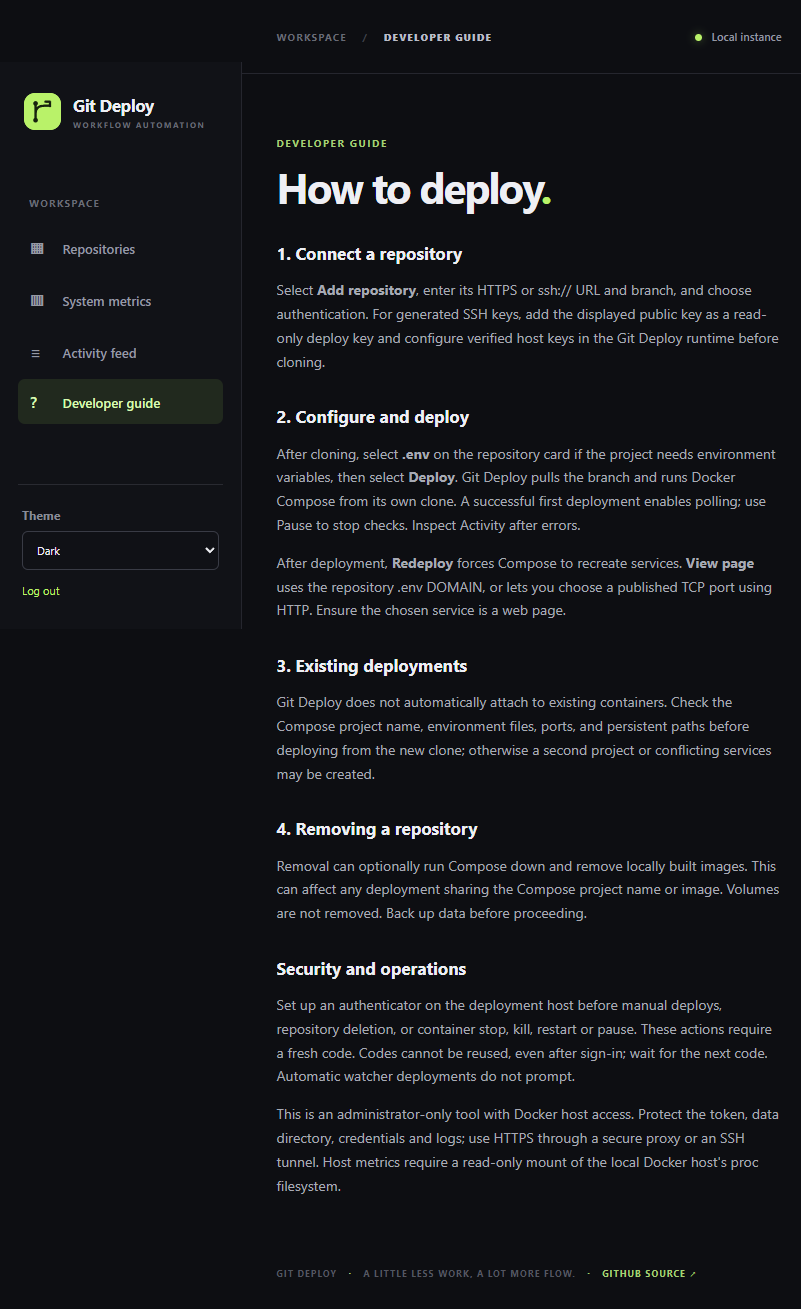 WORKSPACE / DEVELOPER GUIDE
Local instance
Git Deploy
WORKFLOW AUTOMATION
WORKSPACE
Repositories
System metrics
Activity feed
? Developer guide
Theme
Dark
Log out
DEVELOPER GUIDE
How to deploy.
1. Connect a repository
Select Add repository, enter its HTTPS or ssh:// URL and branch, and choose
authentication. For generated SSH keys, add the displayed public key as a read-
only deploy key and configure verified host keys in the Git Deploy runtime before
cloning.
2. Configure and deploy
After cloning, select .env on the repository card if the project needs environment
variables, then select Deploy. Git Deploy pulls the branch and runs Docker
Compose from its own clone. A successful first deployment enables polling; use
Pause to stop checks. Inspect Activity after errors.
After deployment, Redeploy forces Compose to recreate services. View page
uses the repository .env DOMAIN, or lets you choose a published TCP port using
HTTP. Ensure the chosen service is a web page.
3. Existing deployments
Git Deploy does not automatically attach to existing containers. Check the
Compose project name, environment files, ports, and persistent paths before
deploying from the new clone; otherwise a second project or conflicting services
may be created.
4. Removing a repository
Removal can optionally run Compose down and remove locally built images. This
can affect any deployment sharing the Compose project name or image. Volumes
are not removed. Back up data before proceeding.
Security and operations
Set up an authenticator on the deployment host before manual deploys,
repository deletion, or container stop, kill, restart or pause. These actions require
a fresh code. Codes cannot be reused, even after sign-in; wait for the next code.
Automatic watcher deployments do not prompt.
This is an administrator-only tool with Docker host access. Protect the token, data
directory, credentials and logs; use HTTPS through a secure proxy or an SSH
tunnel. Host metrics require a read-only mount of the local Docker host's proc
filesystem.
GIT DEPLOY · A LITTLE LESS WORK, A LOT MORE FLOW. · GITHUB SOURCE ↗